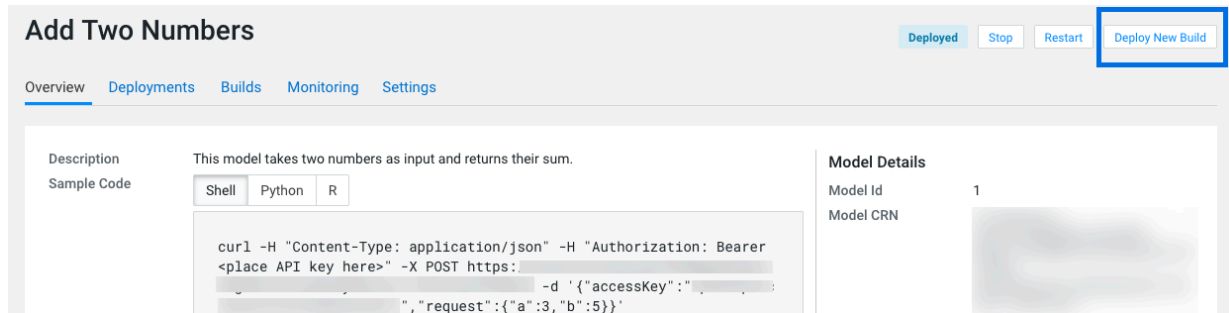 Add Two Numbers
Deployed Stop Restart Deploy New Build
Overview Deployments Builds Monitoring Settings
Description This model takes two numbers as input and returns their sum.
Sample Code
Shell Python R
curl -H "Content-Type: application/json" -H "Authorization: Bearer
<place API key here>" -X POST https:
-d '{"accessKey":"
","request":{"a":3,"b":5}}'
Model Details
Model Id 1
Model CRN